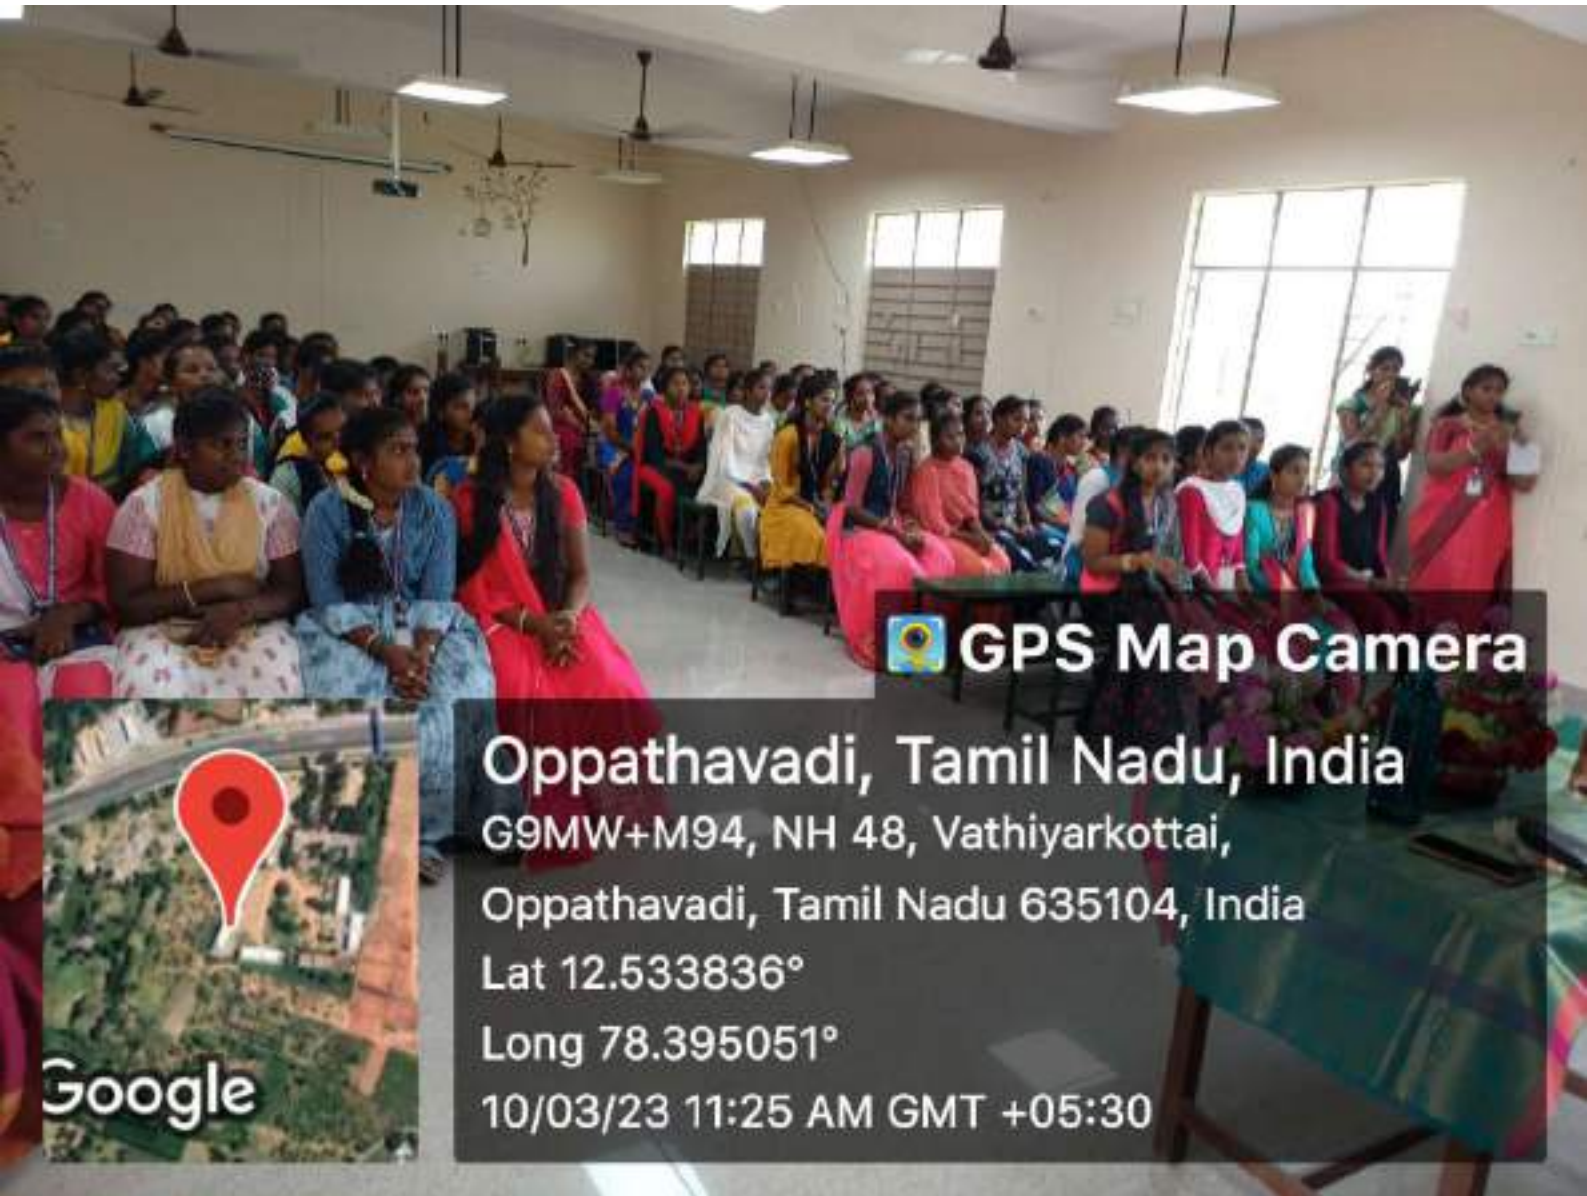 GPS Map Camera
Oppathavadi, Tamil Nadu, India
G9MW+M94, NH 48, Vathiyarkottai,
Oppathavadi, Tamil Nadu 635104, India
Lat 12.533836°
Long 78.395051°
10/03/23 11:25 AM GMT +05:30
Google